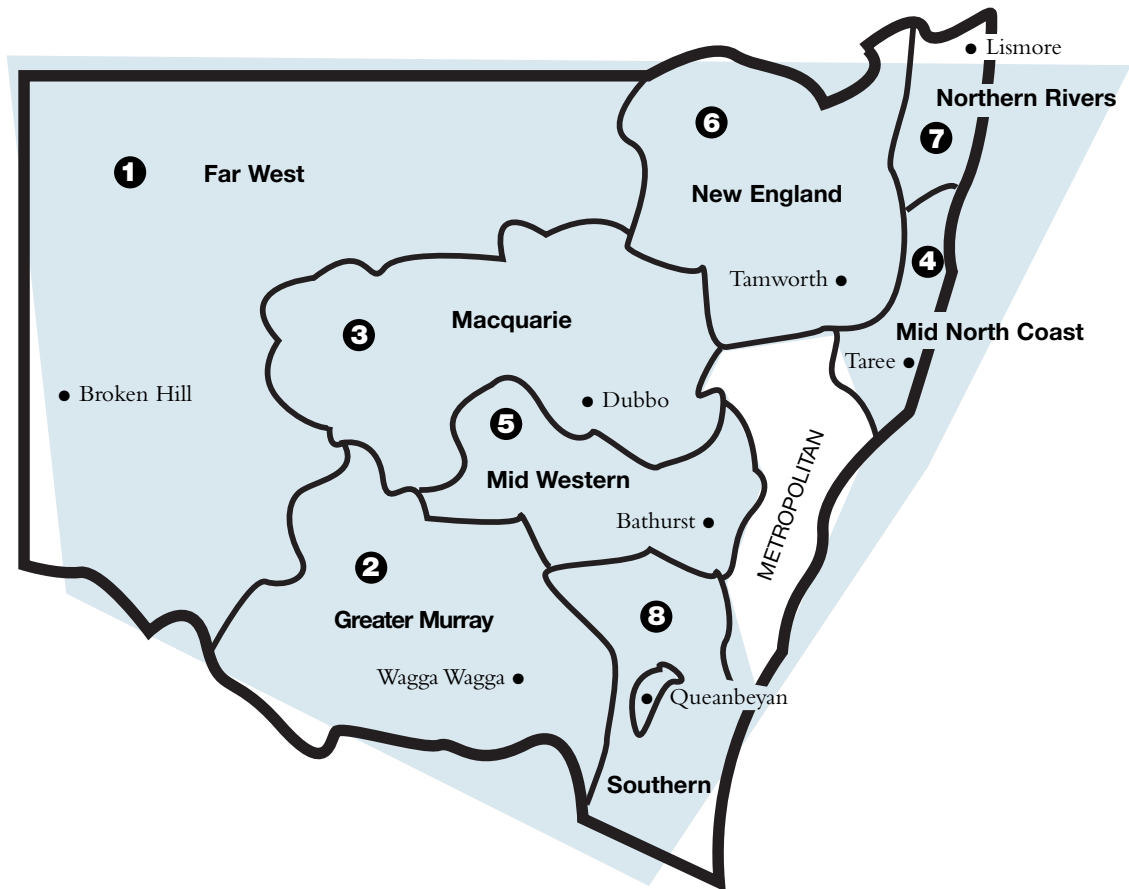 Lismore
Northern Rivers
6
7
1
Far West
New England
4
Tamworth
3
Macquarie
Mid North Coast
Taree
Broken Hill
Dubbo
5
Mid Western
METROPOLITAN
Bathurst
2
8
Greater Murray
Wagga Wagga
Queanbeyan
Southern